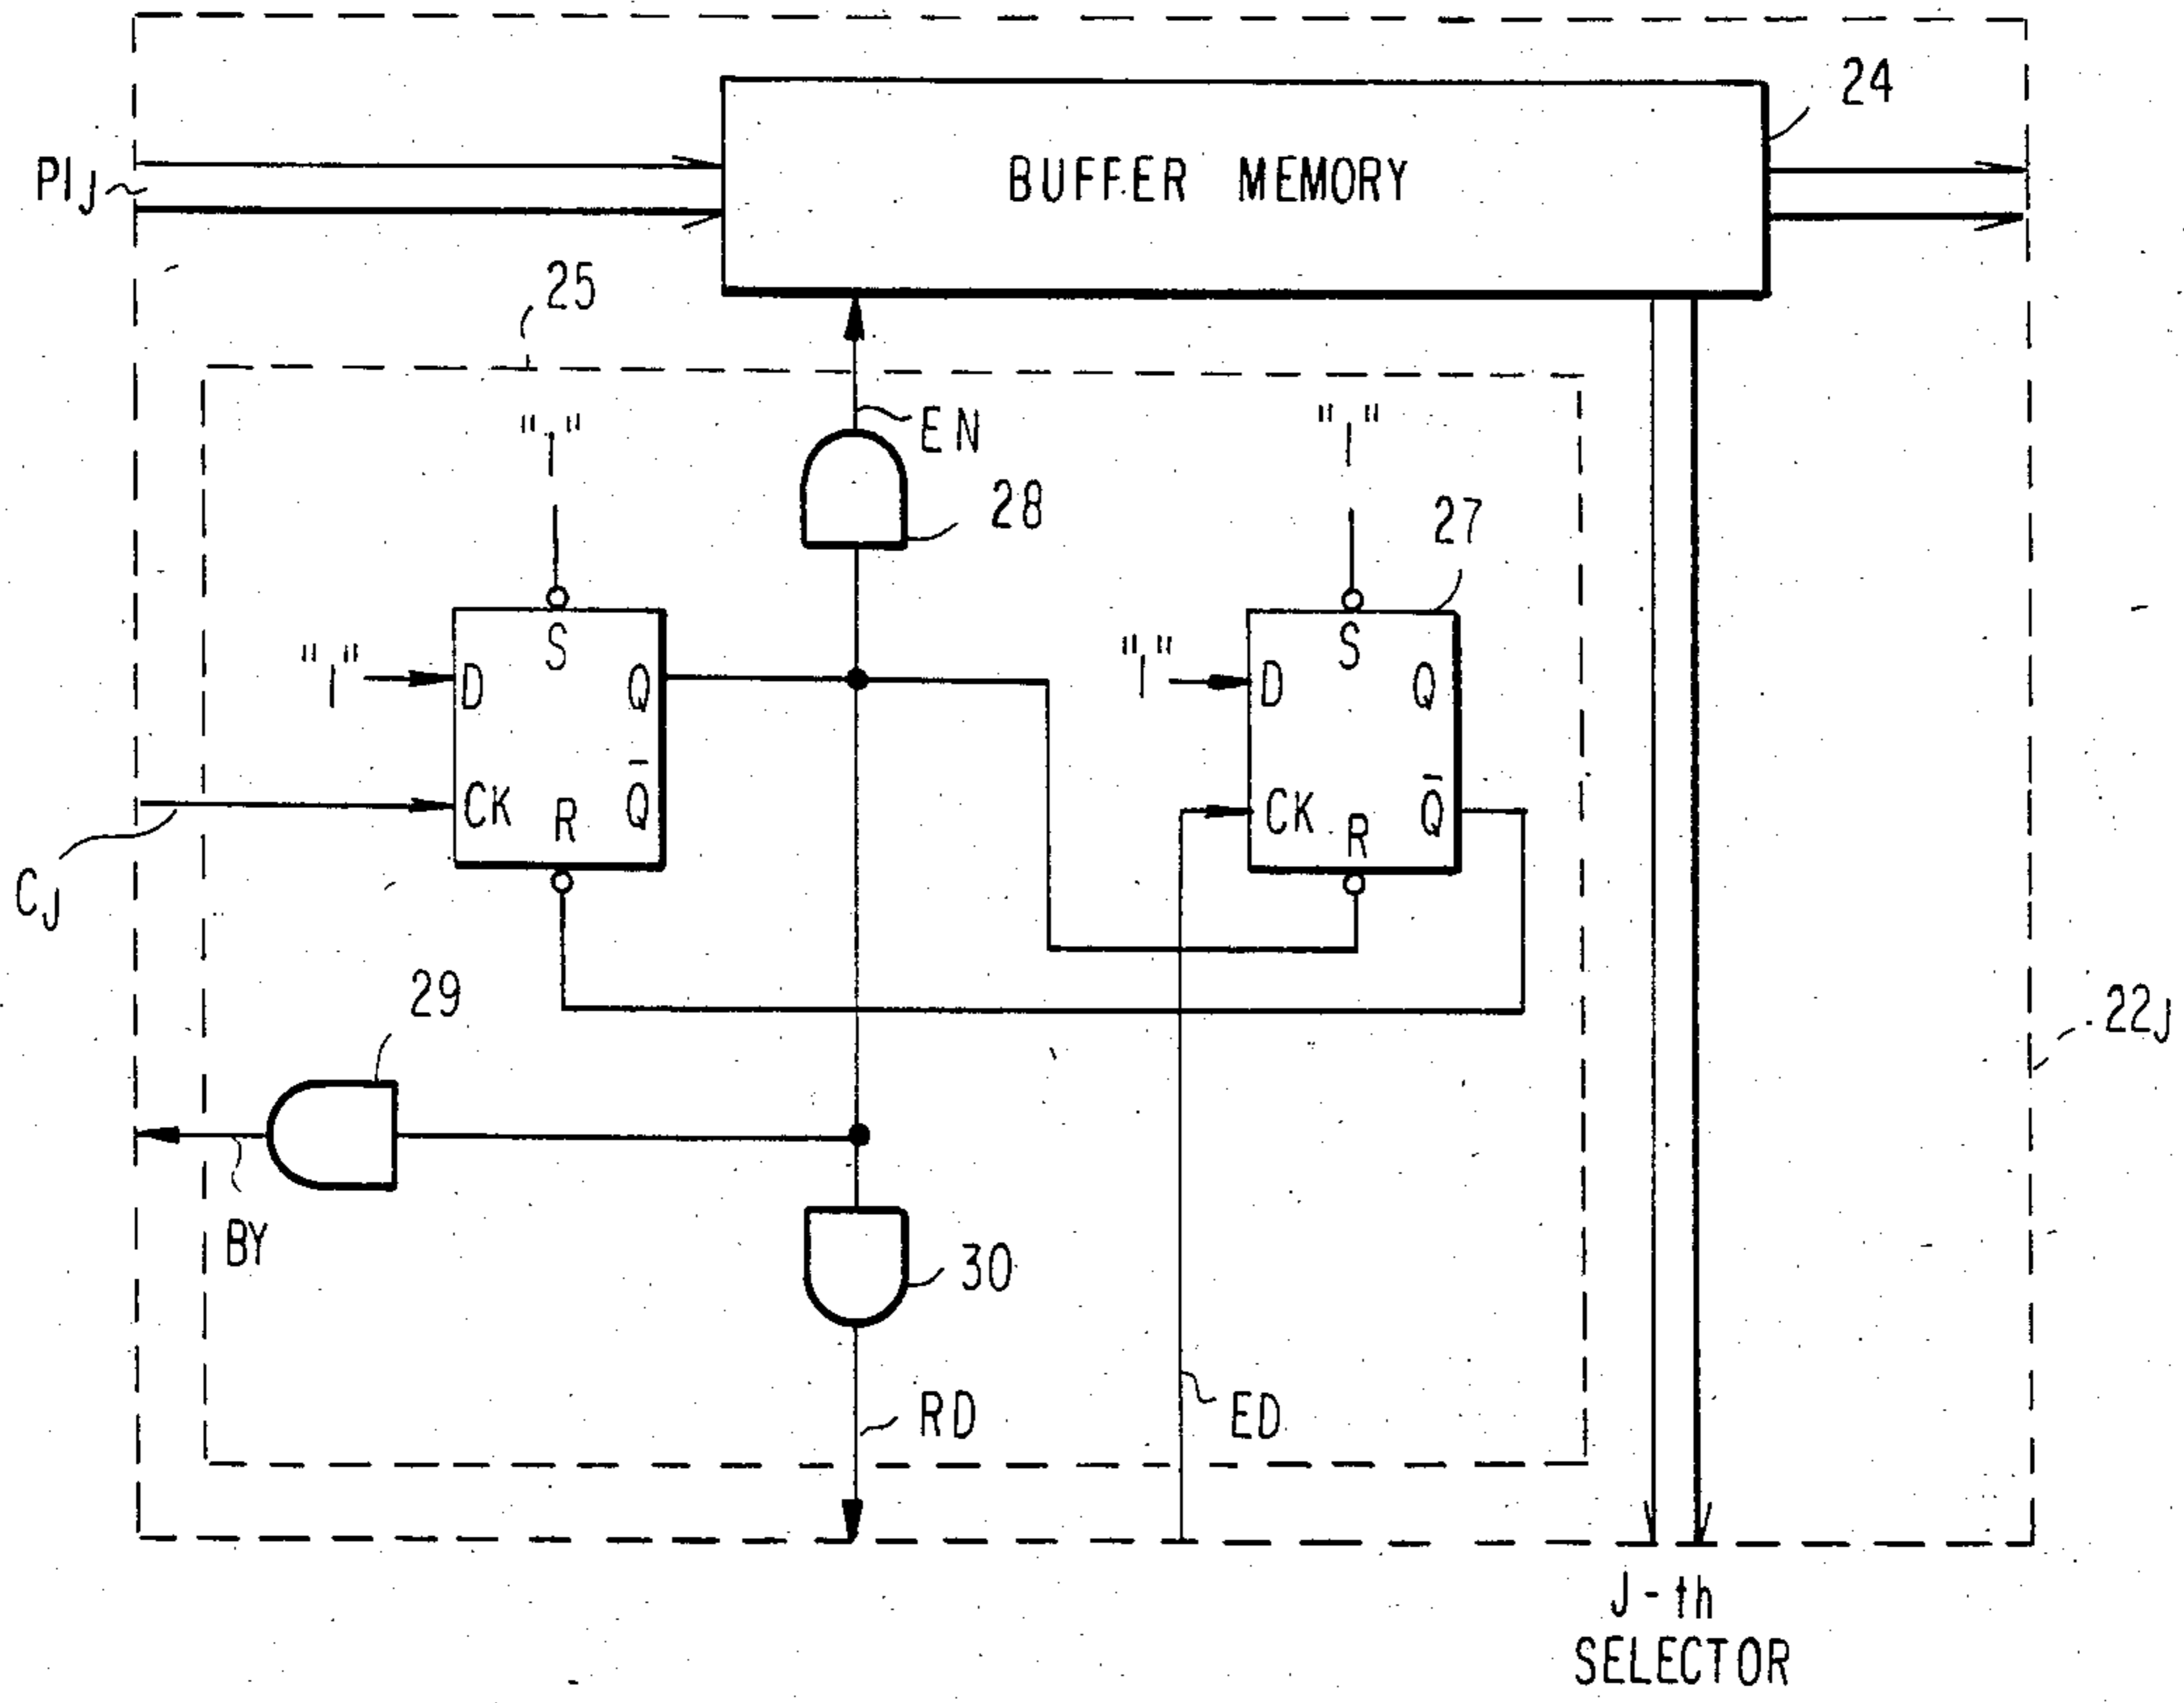 24
PIJ
BUFFER MEMORY
25
"1"
EN
"1"
28
27
"1"
D
S
Q
"1"
D
S
Q
CK
R
Q̄
CK
R
Q̄
CJ
29
22J
BY
30
RD
ED
J-th
SELECTOR